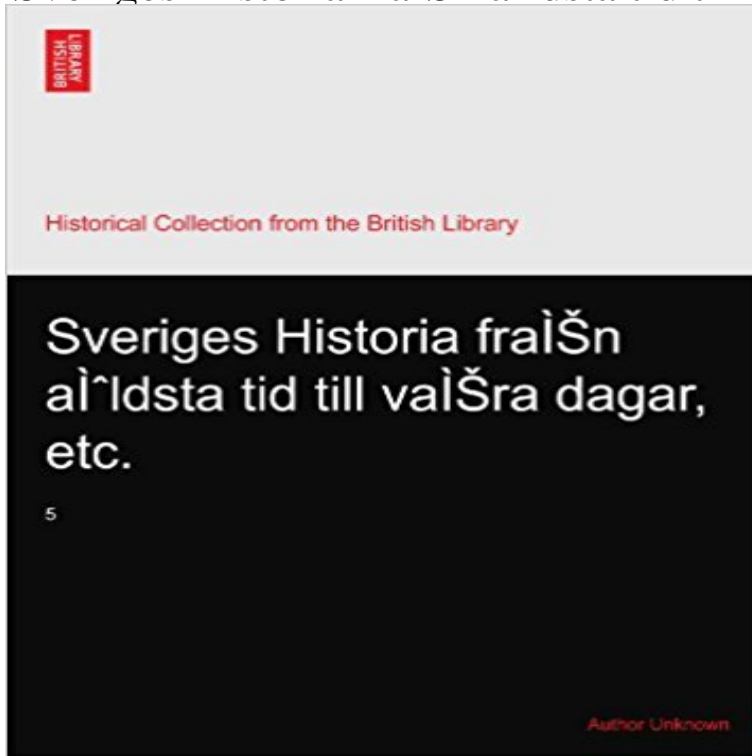 BRITISH
LIBRARY
Historical Collection from the British Library
Sveriges Historia fraÌŠn
aÌˆldsta tid till vaÌŠra dagar,
etc.
5
Author Unknown